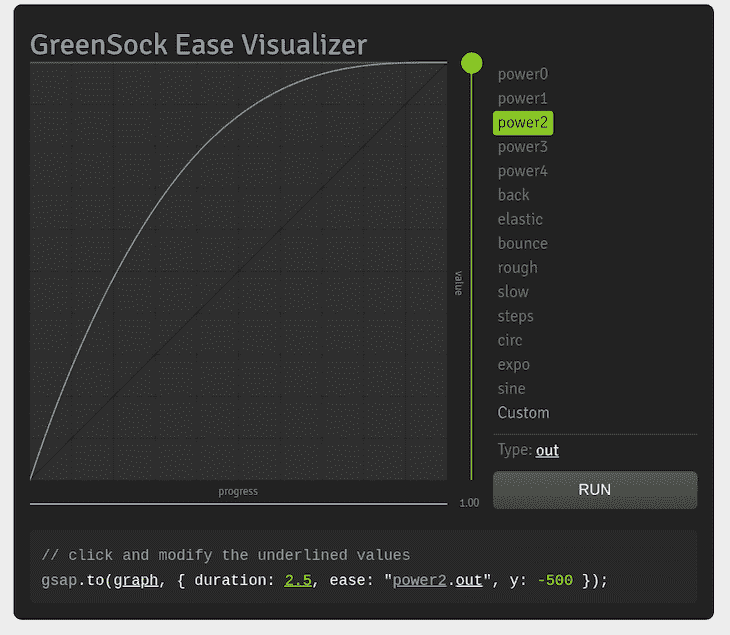 GreenSock Ease Visualizer
power0
power1
power2
power3
power4
back
elastic
bounce
rough
slow
steps
circ
expo
sine
Custom
Type: out
RUN
value
progress
1.00
// click and modify the underlined values
gsap.to(graph, { duration: 2.5, ease: "power2.out", y: -500 });